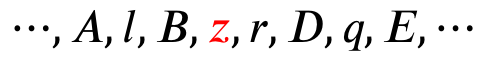 ⋯, A, l, B, z, r, D, q, E, ⋯